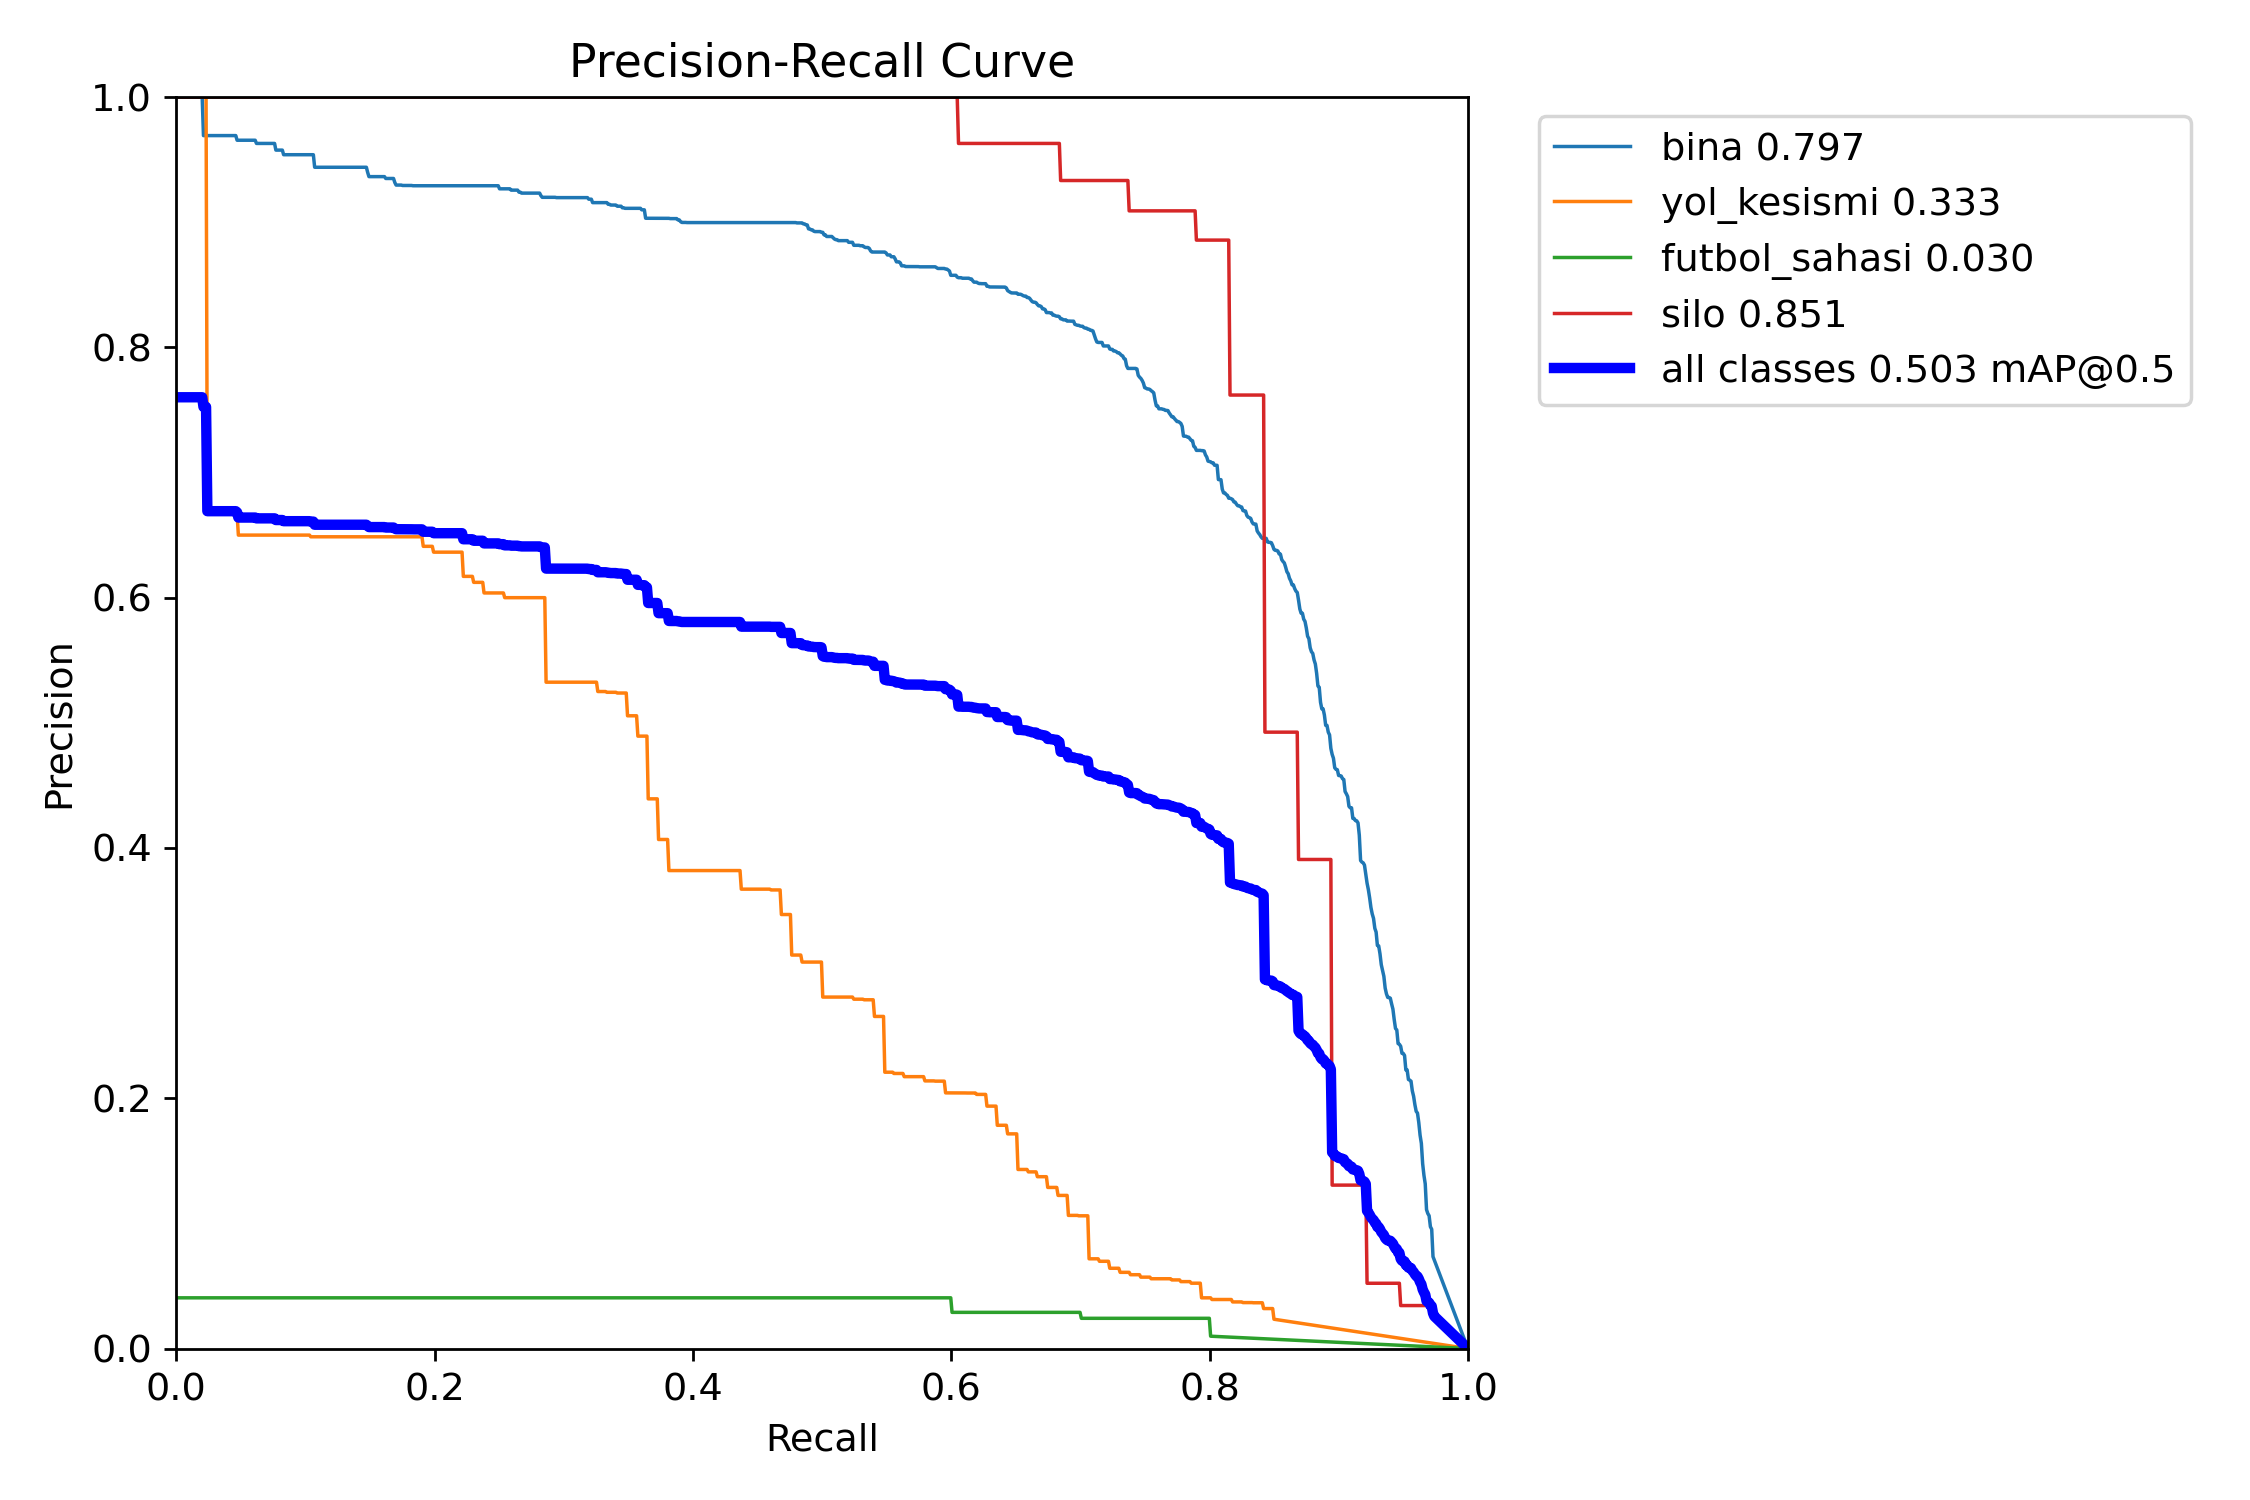 Precision-Recall Curve
1.0
0.8
0.6
0.4
0.2
0.0
Precision
0.0 0.2 0.4 0.6 0.8 1.0
Recall
bina 0.797
yol_kesismi 0.333
futbol_sahasi 0.030
silo 0.851
all classes 0.503 mAP@0.5